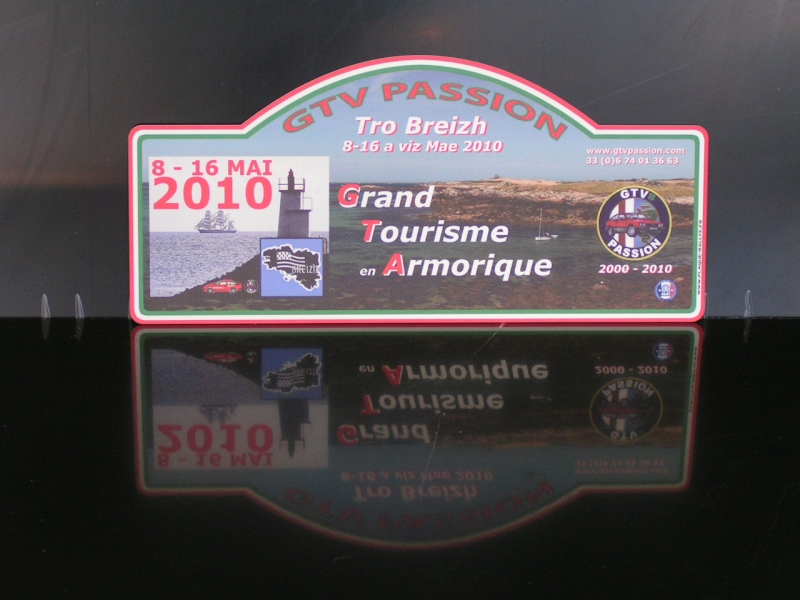 GTV PASSION
Tro Breizh
8-16 a viz Mae 2010
www.gtvpassion.com
33 (0)6 74 01 36 63
8 - 16 MAI
2010
Grand
Tourisme
en Armorique
BREIZH
GTV
PASSION
2000 - 2010